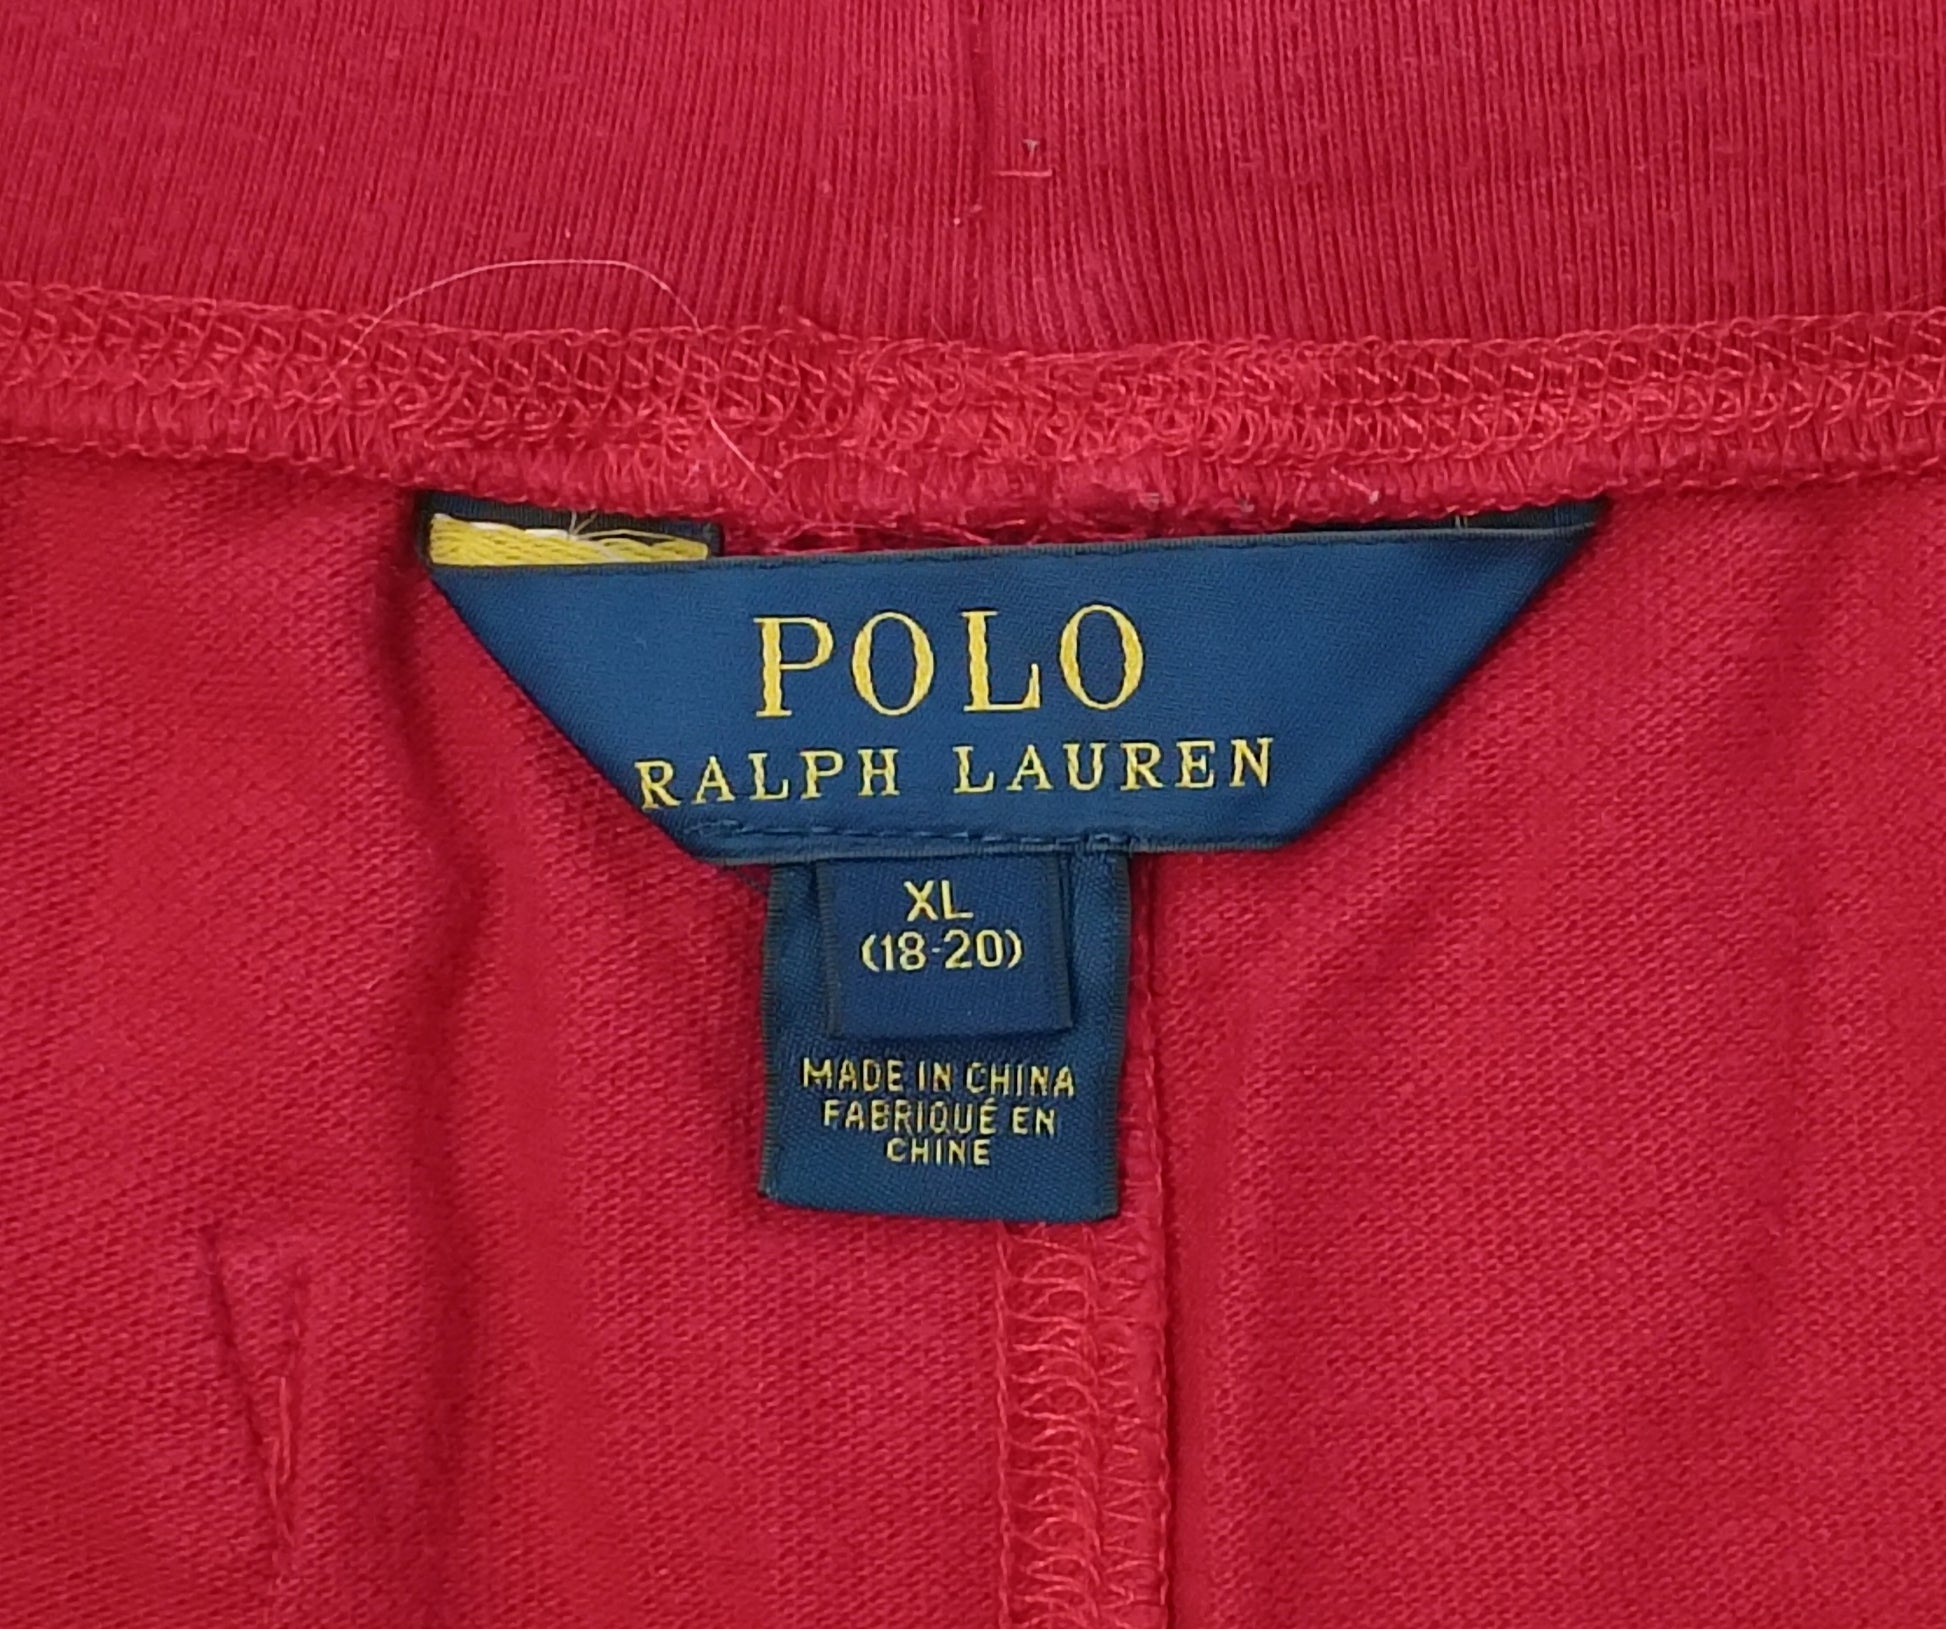 POLO
RALPH LAUREN
XL
(18-20)
MADE IN CHINA
FABRIQUÉ EN
CHINE